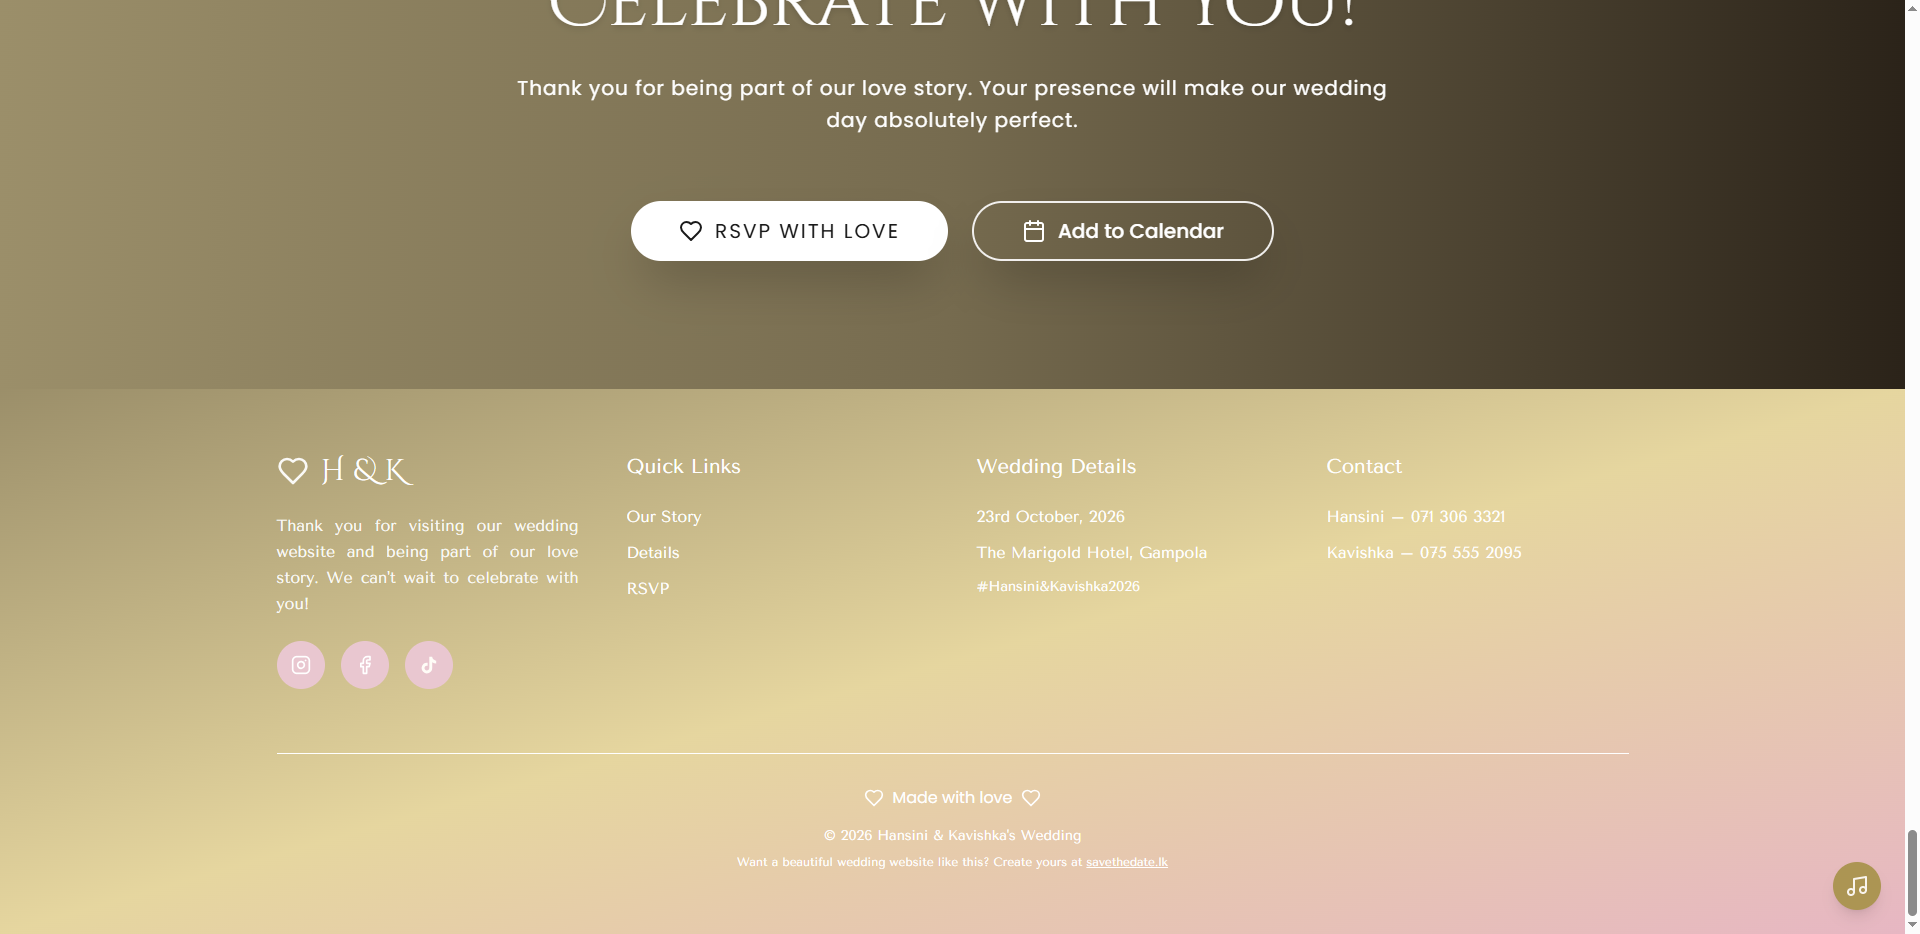 CELEBRATE WITH YOU!
Thank you for being part of our love story. Your presence will make our wedding
day absolutely perfect.
RSVP WITH LOVE
Add to Calendar
H & K
Thank you for visiting our wedding
website and being part of our love
story. We can't wait to celebrate with
you!
Quick Links
Our Story
Details
RSVP
Wedding Details
23rd October, 2026
The Marigold Hotel, Gampola
#Hansini&Kavishka2026
Contact
Hansini – 071 306 3321
Kavishka – 075 555 2095
Made with love
© 2026 Hansini & Kavishka's Wedding
Want a beautiful wedding website like this? Create yours at savethedate.lk